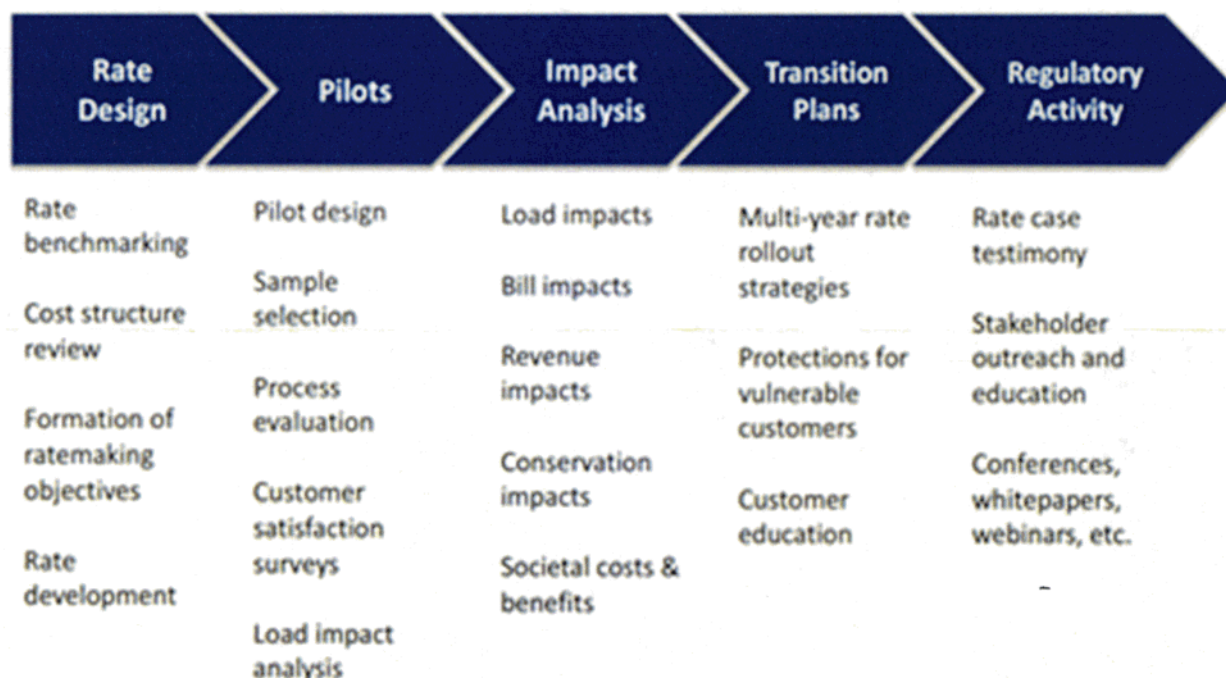 Rate
Design
Pilots
Impact
Analysis
Transition
Plans
Regulatory
Activity
Rate
benchmarking
Cost structure
review
Formation of
ratemaking
objectives
Rate
development
Pilot design
Sample
selection
Process
evaluation
Customer
satisfaction
surveys
Load impact
analysis
Load impacts
Bill impacts
Revenue
impacts
Conservation
impacts
Societal costs &
benefits
Multi-year rate
rollout
strategies
Protections for
vulnerable
customers
Customer
education
Rate case
testimony
Stakeholder
outreach and
education
Conferences,
whitepapers,
webinars, etc.